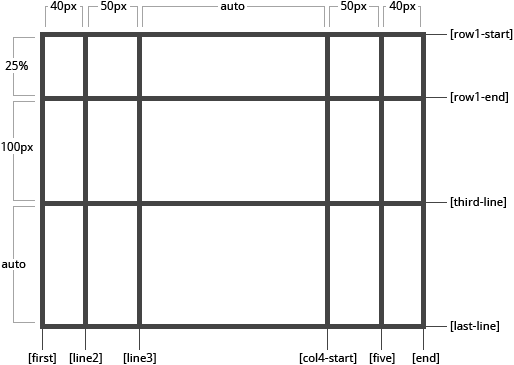 40px 50px auto 50px 40px
[row1-start]
25%
[row1-end]
100px
[third-line]
auto
[last-line]
[first] [line2] [line3] [col4-start] [five] [end]